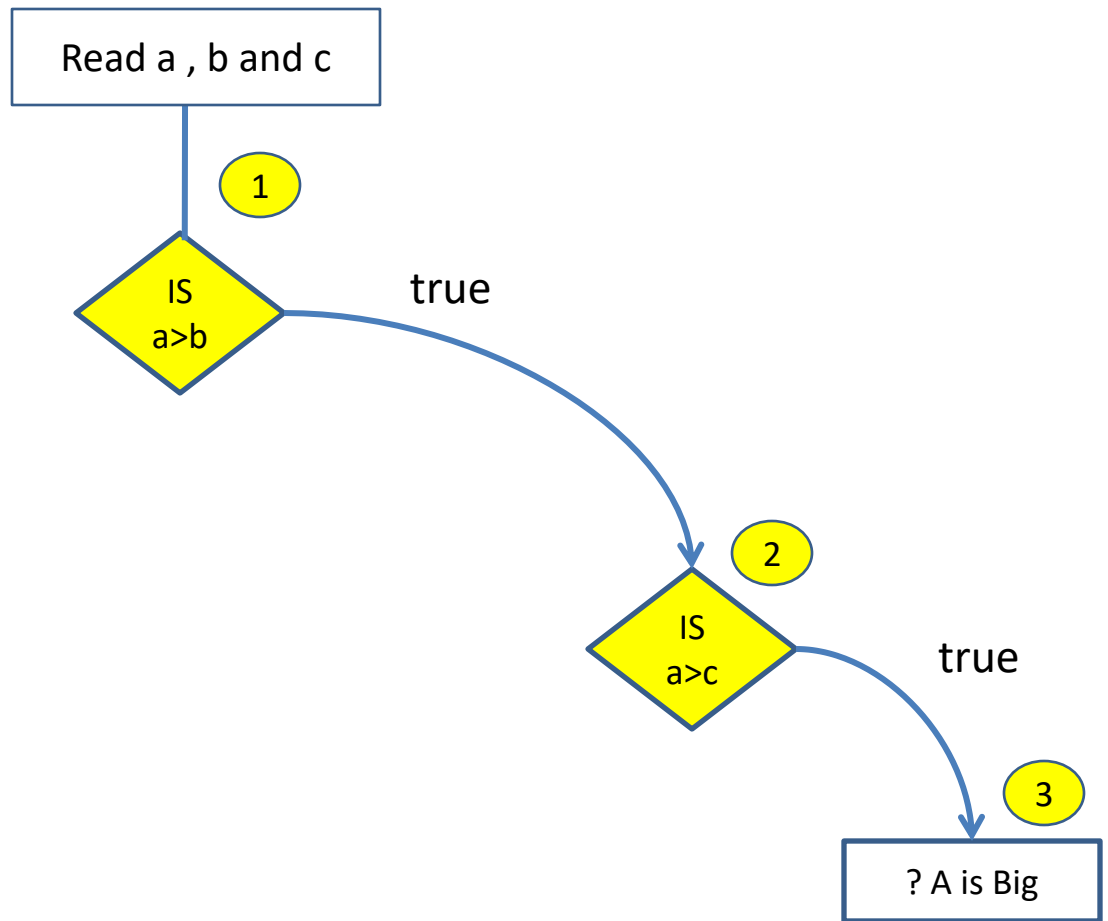 Read a , b and c
1
IS
a>b
true
2
IS
a>c
true
3
? A is Big